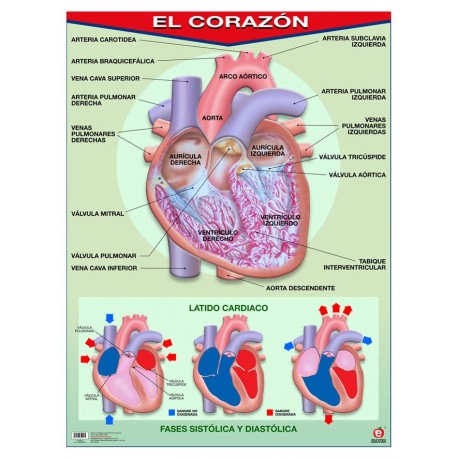 EL CORAZÓN
ARTERIA CAROTIDEA
ARTERIA SUBCLAVIA
IZQUIERDA
ARTERIA BRAQUICEFÁLICA
VENA CAVA SUPERIOR
ARCO AÓRTICO
ARTERIA PULMONAR
DERECHA
ARTERIA PULMONAR
IZQUIERDA
AORTA
VENAS
PULMONARES
DERECHAS
VENAS
PULMONARES
IZQUIERDAS
AURÍCULA
DERECHA
AURÍCULA
IZQUIERDA
VÁLVULA TRICÚSPIDE
VÁLVULA AÓRTICA
VÁLVULA MITRAL
VENTRÍCULO
DERECHO
VENTRÍCULO
IZQUIERDO
VÁLVULA PULMONAR
TABIQUE
INTERVENTRICULAR
VENA CAVA INFERIOR
AORTA DESCENDENTE
LATIDO CARDIACO
VÁLVULA
PULMONAR
VÁLVULA
MITRAL
VÁLVULA
TRICÚSPIDE
VÁLVULA
AÓRTICA
SANGRE NO
OXIGENADA
SANGRE
OXIGENADA
FASES SISTÓLICA Y DIASTÓLICA